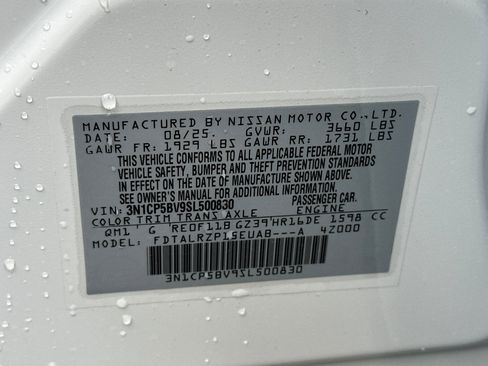 MANUFACTURED BY NISSAN MOTOR CO., LTD.
DATE: 08/25. GVWR: 3660 LBS
GAWR FR: 1929 LBS GAWR RR: 1731 LBS
THIS VEHICLE CONFORMS TO ALL APPLICABLE FEDERAL MOTOR
VEHICLE SAFETY, BUMPER AND THEFT PREVENTION STANDARDS
IN EFFECT ON THE DATE OF MANUFACTURE SHOWN ABOVE.
SEE OWNER'S MANUAL FOR ADDITIONAL INFORMATION.
VIN: 3N1CP5BV9SL500830 PASSENGER CAR.
COLOR TRIM TRANS AXLE ENGINE
QM1 G RE0F11B GZ39 HR16DE 1598 CC
MODEL: FDTALRZP15EUAB---A 4Z000
3N1CP5BV9SL500830